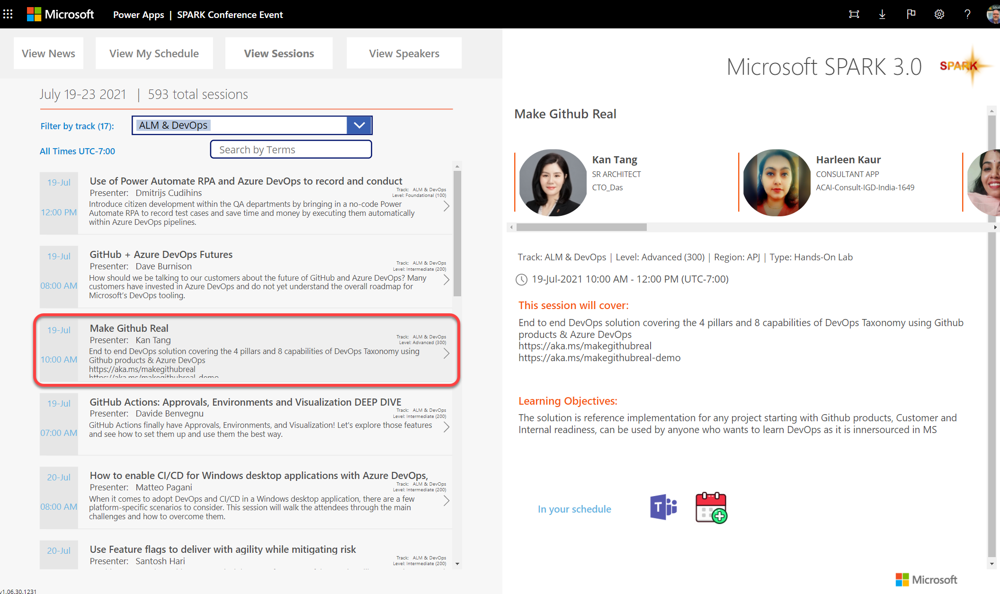 Microsoft Power Apps | SPARK Conference Event
View News
View My Schedule
View Sessions
View Speakers
July 19-23 2021 | 593 total sessions
Filter by track (17):
ALM & DevOps
All Times UTC-7:00
Search by Terms
19-Jul
12:00 PM
Use of Power Automate RPA and Azure DevOps to record and conduct
Presenter: Dmitrijs Cudihins
Track: ALM & DevOps
Level: Foundational (100)
Introduce citizen development within the QA departments by bringing in a no-code Power
Automate RPA to record test cases and save time and money by executing them automatically
within Azure DevOps pipelines.
19-Jul
08:00 AM
GitHub + Azure DevOps Futures
Presenter: Dave Burnison
Track: ALM & DevOps
Level: Intermediate (200)
How should we be talking to our customers about the future of GitHub and Azure DevOps? Many
customers have invested in Azure DevOps and do not yet understand the overall roadmap for
Microsoft's DevOps tooling.
19-Jul
10:00 AM
Make Github Real
Presenter: Kan Tang
Track: ALM & DevOps
Level: Advanced (300)
End to end DevOps solution covering the 4 pillars and 8 capabilities of DevOps Taxonomy using
Github products & Azure DevOps
https://aka.ms/makegithubreal
https://aka.ms/makegithubreal-demo
19-Jul
07:00 AM
GitHub Actions: Approvals, Environments and Visualization DEEP DIVE
Presenter: Davide Benvegnu
Track: ALM & DevOps
Level: Intermediate (200)
GitHub Actions finally have Approvals, Environments, and Visualization! Let's explore those features
and see how to set them up and use them the best way.
20-Jul
08:00 AM
How to enable CI/CD for Windows desktop applications with Azure DevOps,
Presenter: Matteo Pagani
Track: ALM & DevOps
Level: Intermediate (200)
When it comes to adopt DevOps and CI/CD in a Windows desktop application, there are a few
platform-specific scenarios to consider. This session will walk the attendees through the main
challenges and how to overcome them.
20-Jul
Use Feature flags to deliver with agility while mitigating risk
Presenter: Santosh Hari
Track: ALM & DevOps
Level: Intermediate (200)
v1.06.30.1231
Microsoft SPARK 3.0
SPARK
Make Github Real
Kan Tang
SR ARCHITECT
CTO_Das
Harleen Kaur
CONSULTANT APP
ACAI-Consult-IGD-India-1649
Track: ALM & DevOps | Level: Advanced (300) | Region: APJ | Type: Hands-On Lab
19-Jul-2021 10:00 AM - 12:00 PM (UTC-7:00)
This session will cover:
End to end DevOps solution covering the 4 pillars and 8 capabilities of DevOps Taxonomy using Github
products & Azure DevOps
https://aka.ms/makegithubreal
https://aka.ms/makegithubreal-demo
Learning Objectives:
The solution is reference implementation for any project starting with Github products, Customer and
Internal readiness, can be used by anyone who wants to learn DevOps as it is innersourced in MS
In your schedule
Microsoft